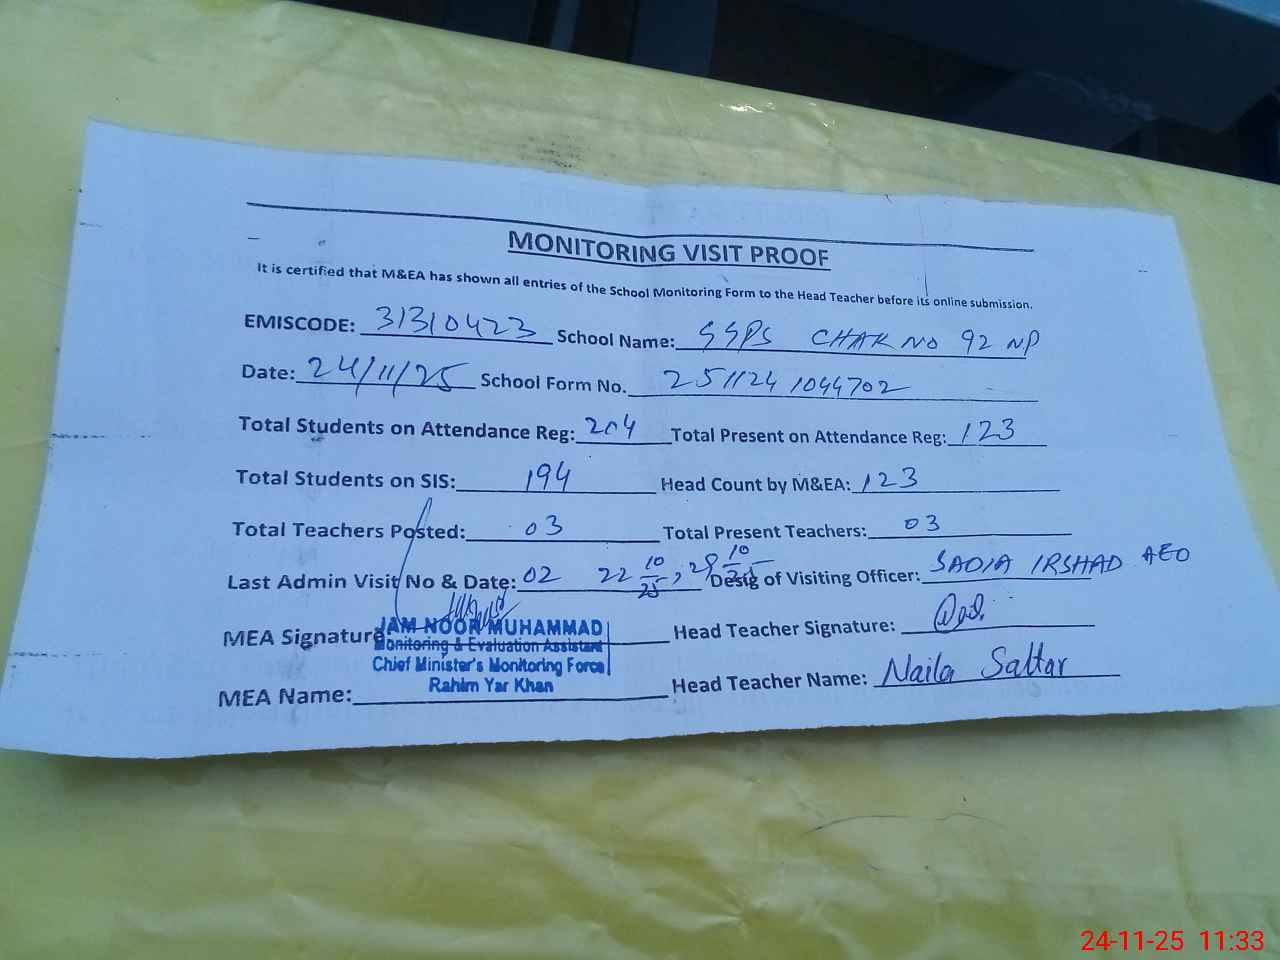 MONITORING VISIT PROOF
It is certified that M&EA has shown all entries of the School Monitoring Form to the Head Teacher before its online submission.
EMISCODE: 31310423 School Name: GGPS CHAK NO 92 NP
Date: 24/11/25 School Form No. 251124 1044702
Total Students on Attendance Reg: 204 Total Present on Attendance Reg: 123
Total Students on SIS: 194 Head Count by M&EA: 123
Total Teachers Posted: 03 Total Present Teachers: 03
Last Admin Visit No & Date: 02 22 10/25, 29 10/25 Desig of Visiting Officer: SADIA IRSHAD AEO
MEA Signature: Head Teacher Signature:
JAM NOOR MUHAMMAD
Monitoring & Evaluation Assistant
Chief Minister's Monitoring Force
Rahim Yar Khan
MEA Name: Head Teacher Name: Naila Sattar
24-11-25 11:33